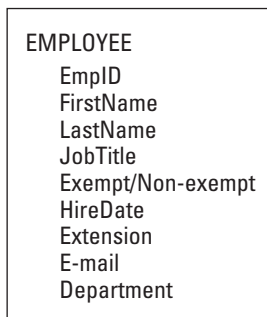 EMPLOYEE
EmpID
FirstName
LastName
JobTitle
Exempt/Non-exempt
HireDate
Extension
E-mail
Department